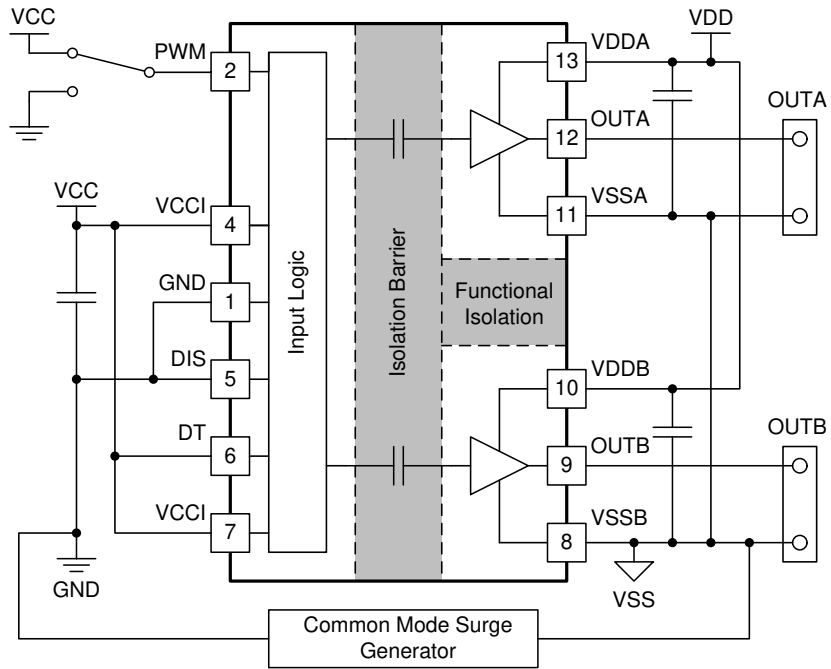 VCC
VDD
PWM
2
VDDA
13
OUTA
OUTA
12
VCC
VCCI
4
VSSA
11
GND
1
Input Logic
Isolation Barrier
Functional
Isolation
DIS
5
VDDB
10
DT
6
OUTB
9
OUTB
VCCI
7
VSSB
8
GND
VSS
Common Mode Surge
Generator